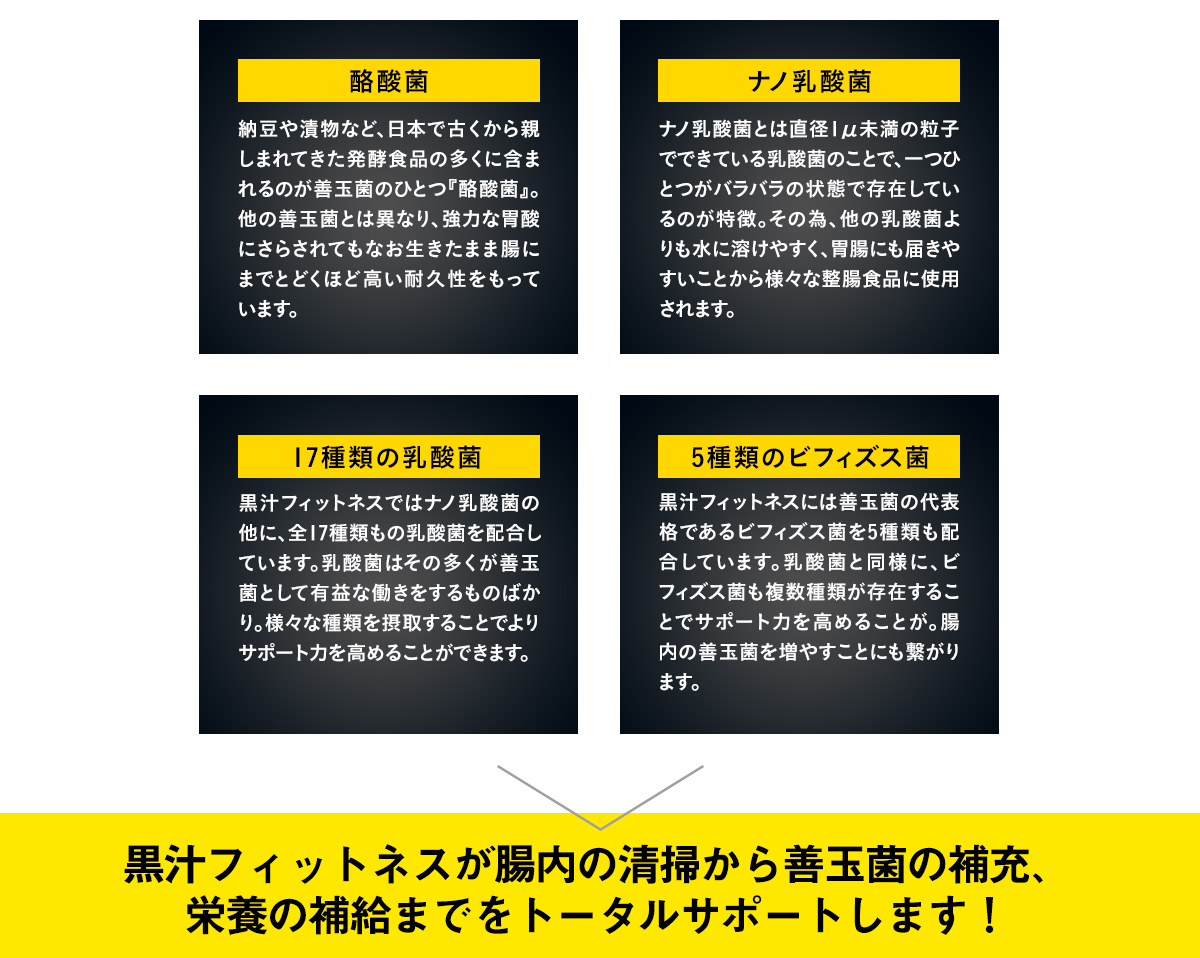 酪酸菌
納豆や漬物など、日本で古くから親
しまれてきた発酵食品の多くに含ま
れるのが善玉菌のひとつ『酪酸菌』。
他の善玉菌とは異なり、強力な胃酸
にさらされてもなお生きたまま腸に
までとどくほど高い耐久性をもって
います。
ナノ乳酸菌
ナノ乳酸菌とは直径1μ未満の粒子
でできている乳酸菌のことで、一つひ
とつがバラバラの状態で存在してい
るのが特徴。その為、他の乳酸菌よ
りも水に溶けやすく、胃腸にも届きや
すいことから様々な整腸食品に使用
されます。
17種類の乳酸菌
黒汁フィットネスではナノ乳酸菌の
他に、全17種類もの乳酸菌を配合し
ています。乳酸菌はその多くが善玉
菌として有益な働きをするものばか
り。様々な種類を摂取することでより
サポート力を高めることができます。
5種類のビフィズス菌
黒汁フィットネスには善玉菌の代表
格であるビフィズス菌を5種類も配
合しています。乳酸菌と同様に、ビ
フィズス菌も複数種類が存在するこ
とでサポート力を高めることが。腸
内の善玉菌を増やすことにも繋がり
ます。
黒汁フィットネスが腸内の清掃から善玉菌の補充、
栄養の補給までをトータルサポートします！